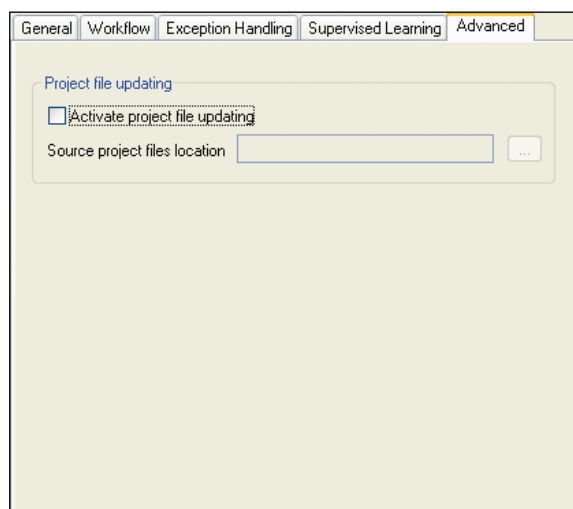 General Workflow Exception Handling Supervised Learning Advanced
Project file updating
Activate project file updating
Source project files location ...